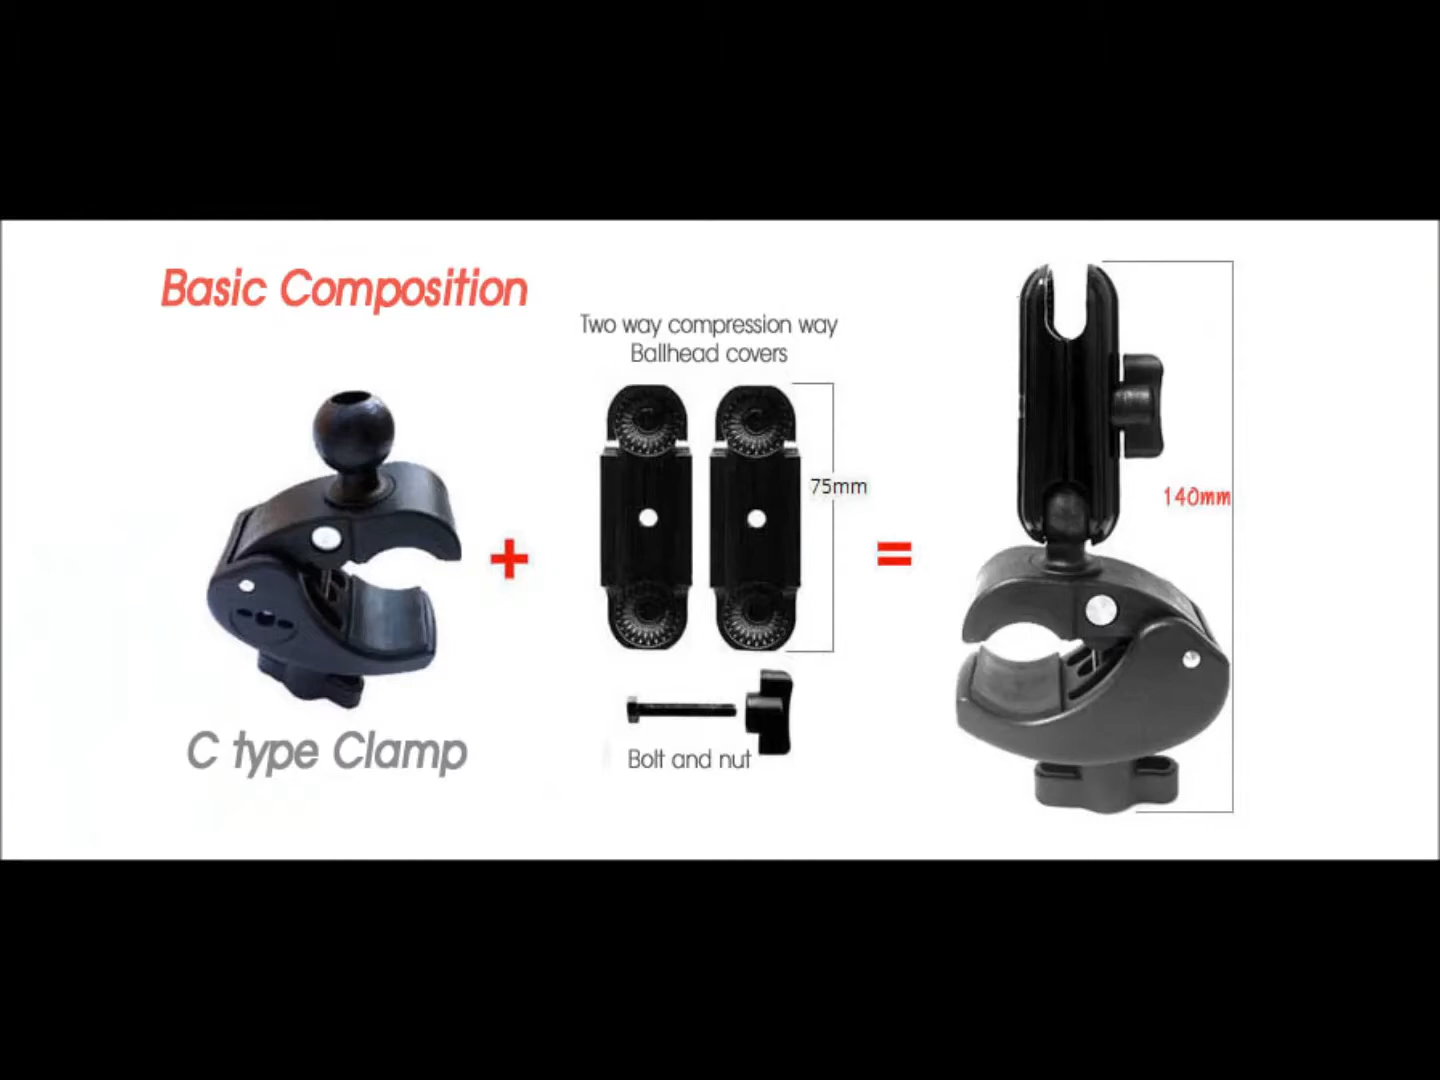 Basic Composition
Two way compression way
Ballhead covers
75mm
140mm
Bolt and nut
C type Clamp